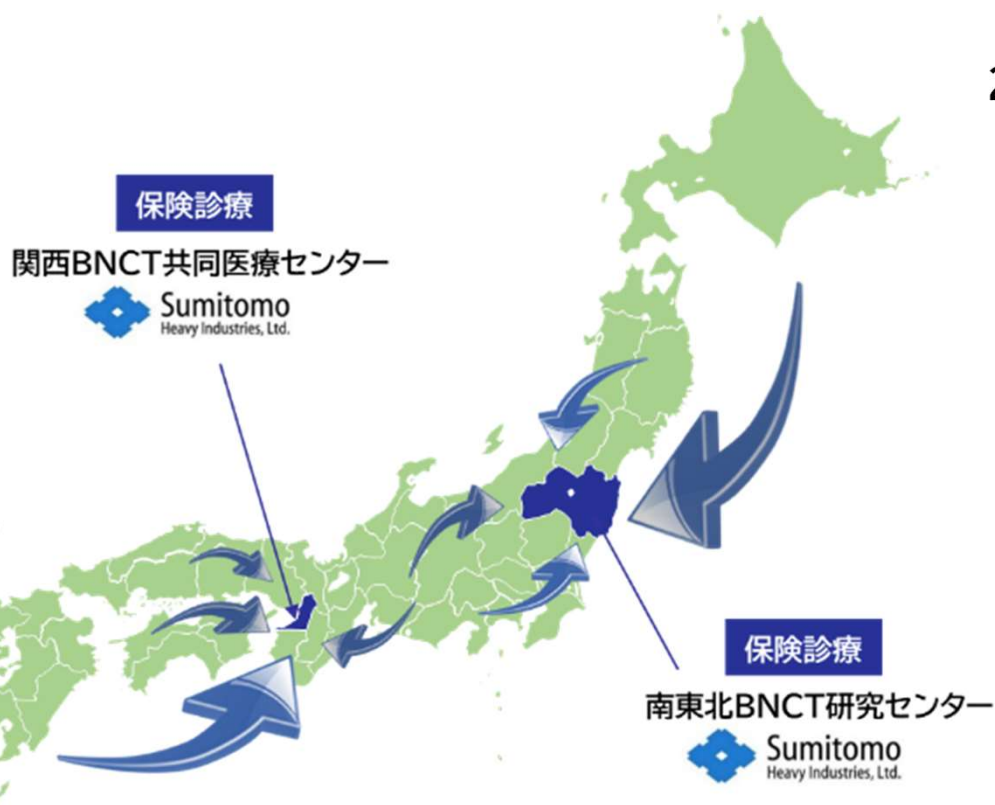 保険診療
関西BNCT共同医療センター
Sumitomo
Heavy Industries, Ltd.
保険診療
南東北BNCT研究センター
Sumitomo
Heavy Industries, Ltd.